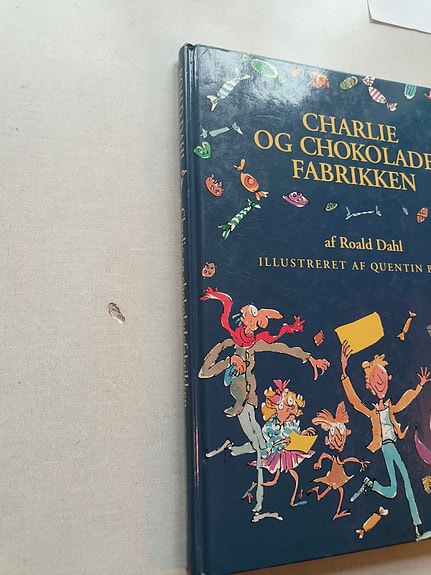 CHARLIE
OG CHOKOLADE
FABRIKKEN
af Roald Dahl
ILLUSTRERET AF QUENTIN